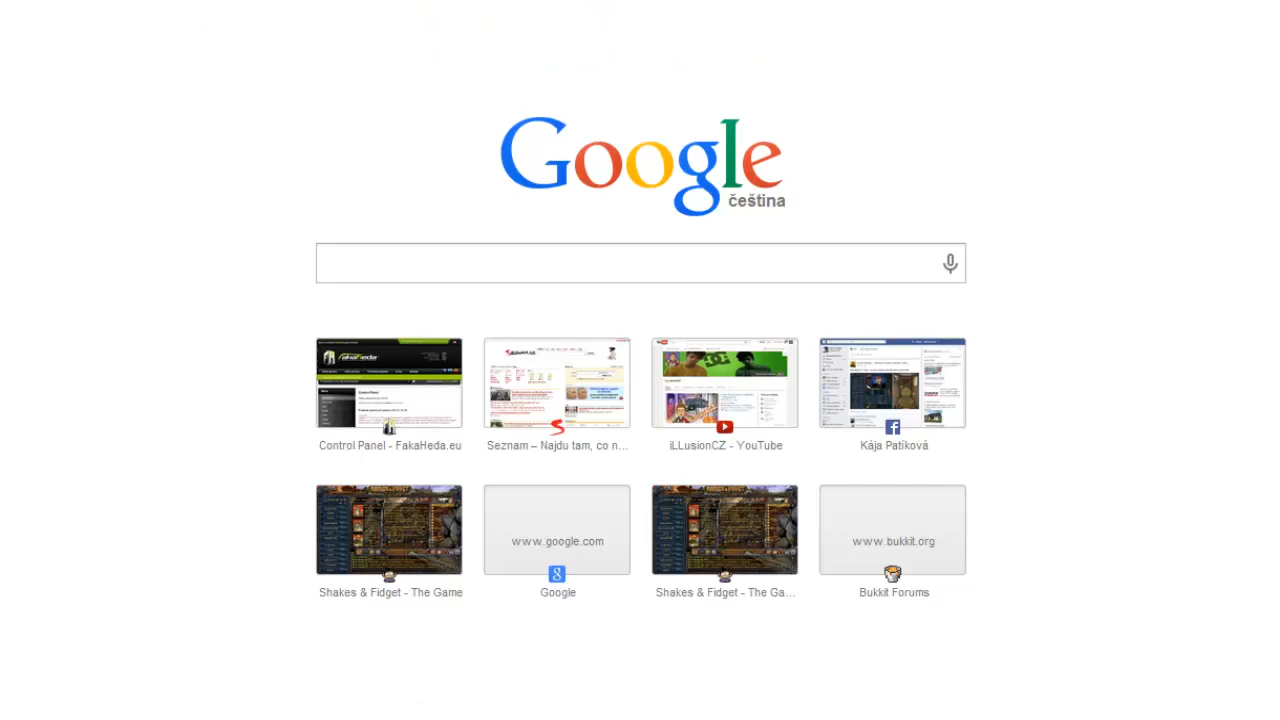 Google
čeština
Control Panel - FakaHeda.eu
Seznam – Najdu tam, co n...
iLLusionCZ - YouTube
Kája Patíková
www.google.com
www.bukkit.org
Shakes & Fidget - The Game
Google
Shakes & Fidget - The Ga...
Bukkit Forums